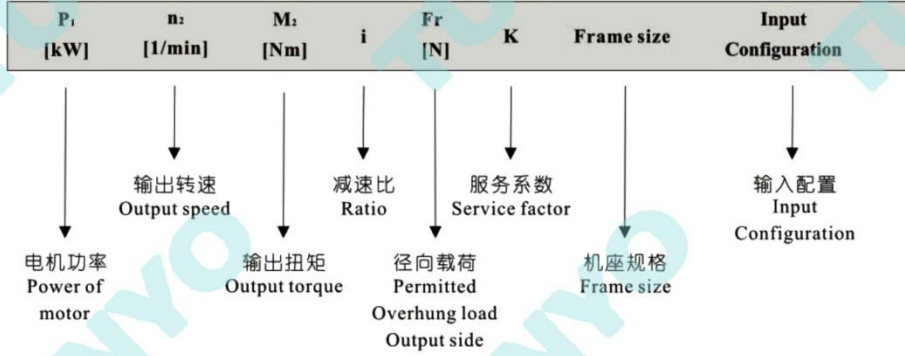 P₁ n₂ M₂ i Fr K Frame size Input
[kW] [1/min] [Nm] [N] Configuration
输出转速 减速比 服务系数 输入配置
Output speed Ratio Service factor Input
Configuration
电机功率 输出扭矩 径向载荷 机座规格
Power of Output torque Permitted Frame size
motor Overhung load
Output side